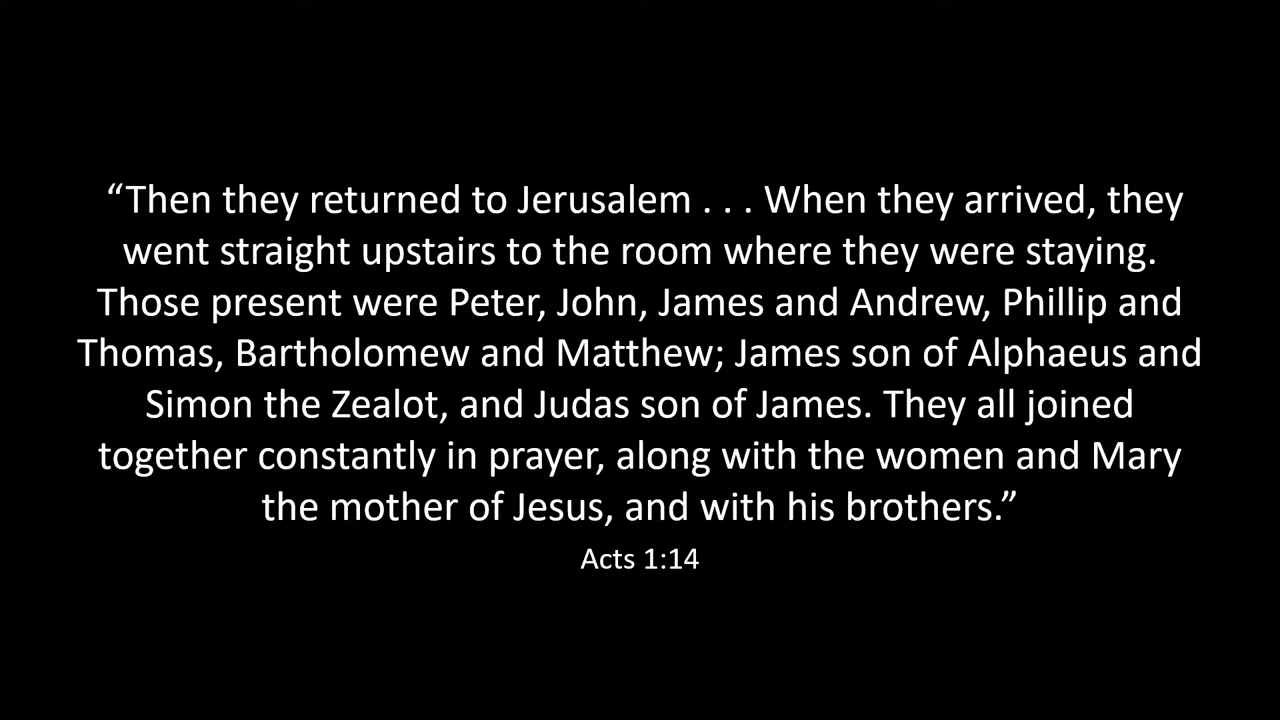 “Then they returned to Jerusalem . . . When they arrived, they
went straight upstairs to the room where they were staying.
Those present were Peter, John, James and Andrew, Phillip and
Thomas, Bartholomew and Matthew; James son of Alphaeus and
Simon the Zealot, and Judas son of James. They all joined
together constantly in prayer, along with the women and Mary
the mother of Jesus, and with his brothers.”
Acts 1:14